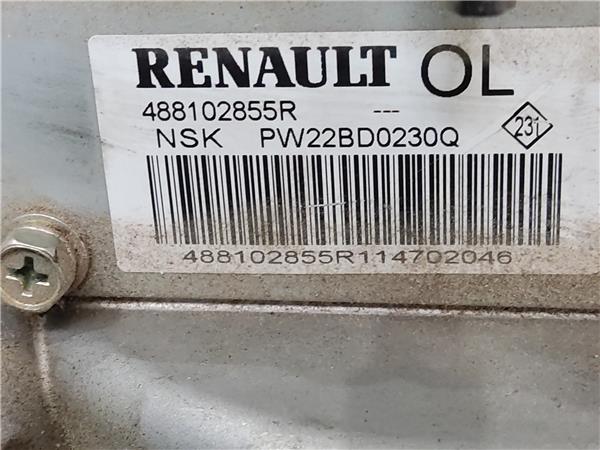 RENAULT OL
488102855R ---
NSK PW22BD0230Q
231
488102855R114702046